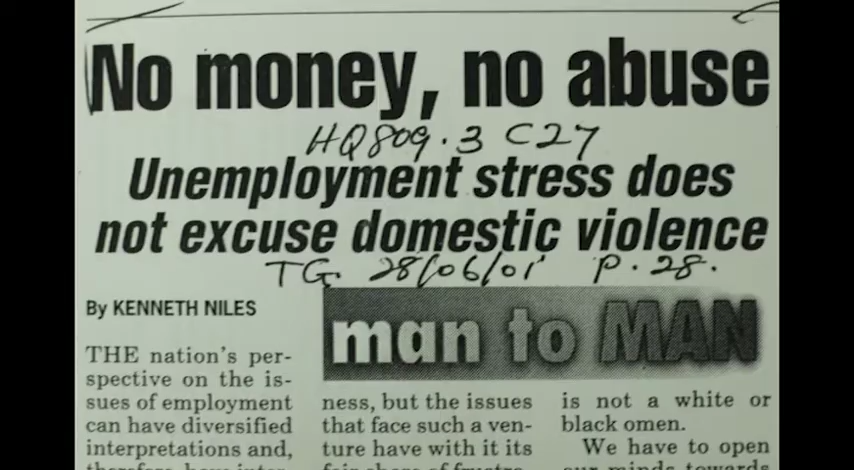 No money, no abuse
HQ809.3 C27
Unemployment stress does
not excuse domestic violence
TG 28/06/01 P.28.
By KENNETH NILES
man to MAN
THE nation's per-
spective on the is-
sues of employment
can have diversified
interpretations and,
ness, but the issues
that face such a ven-
ture have with it its
is not a white or
black omen.
We have to open